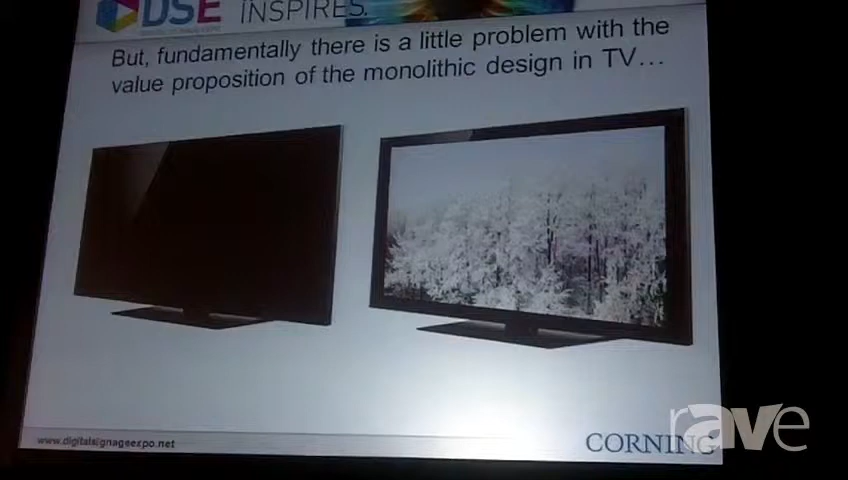 DSE
INSPIRES.
But, fundamentally there is a little problem with the
value proposition of the monolithic design in TV…
www.digitalsignageexpo.net
CORNING
rave